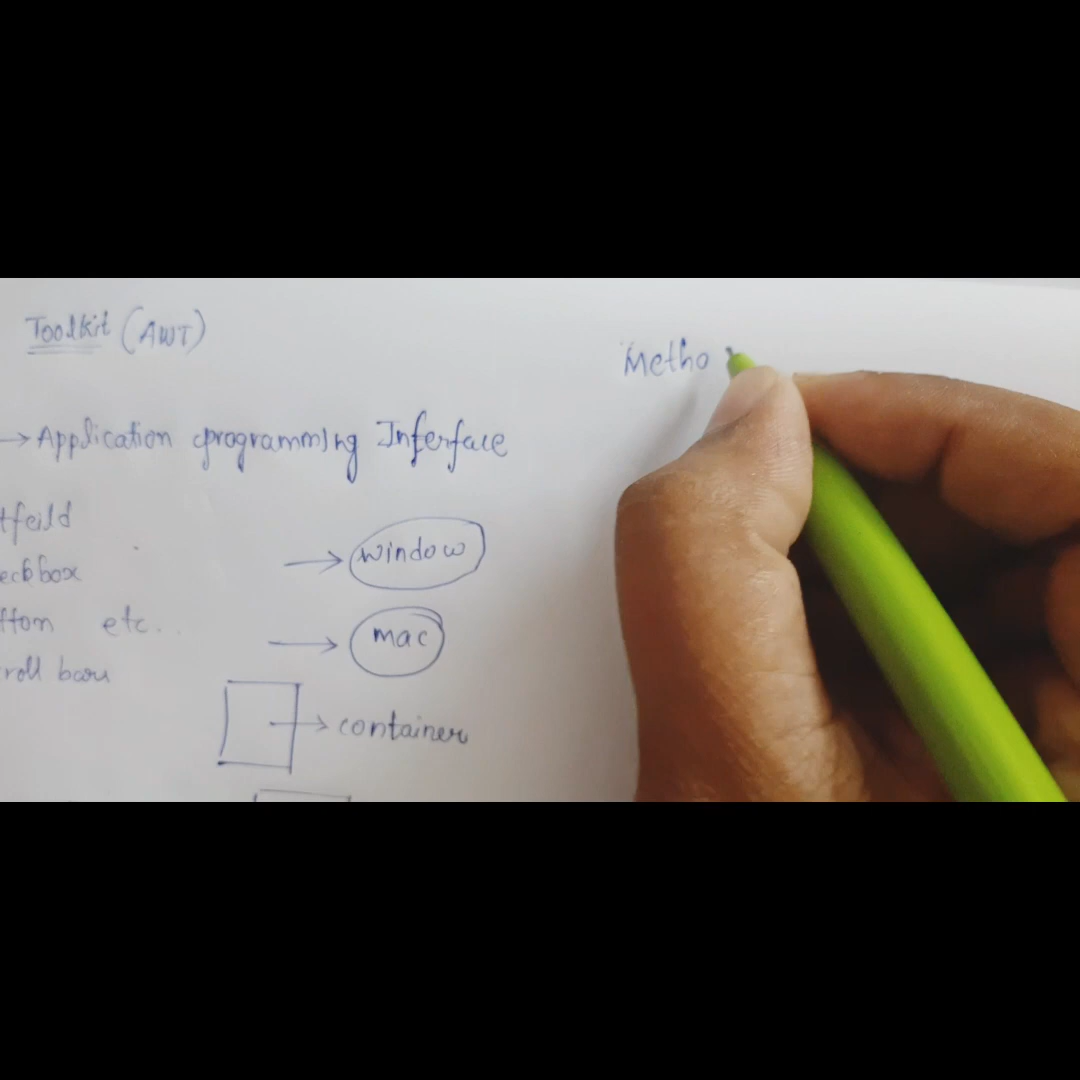 Toolkit (AWT)
→ Application programming Inferface
tfeild
eckbox
tton etc...
roll bar
→ window
→ mac
→ container
Metho